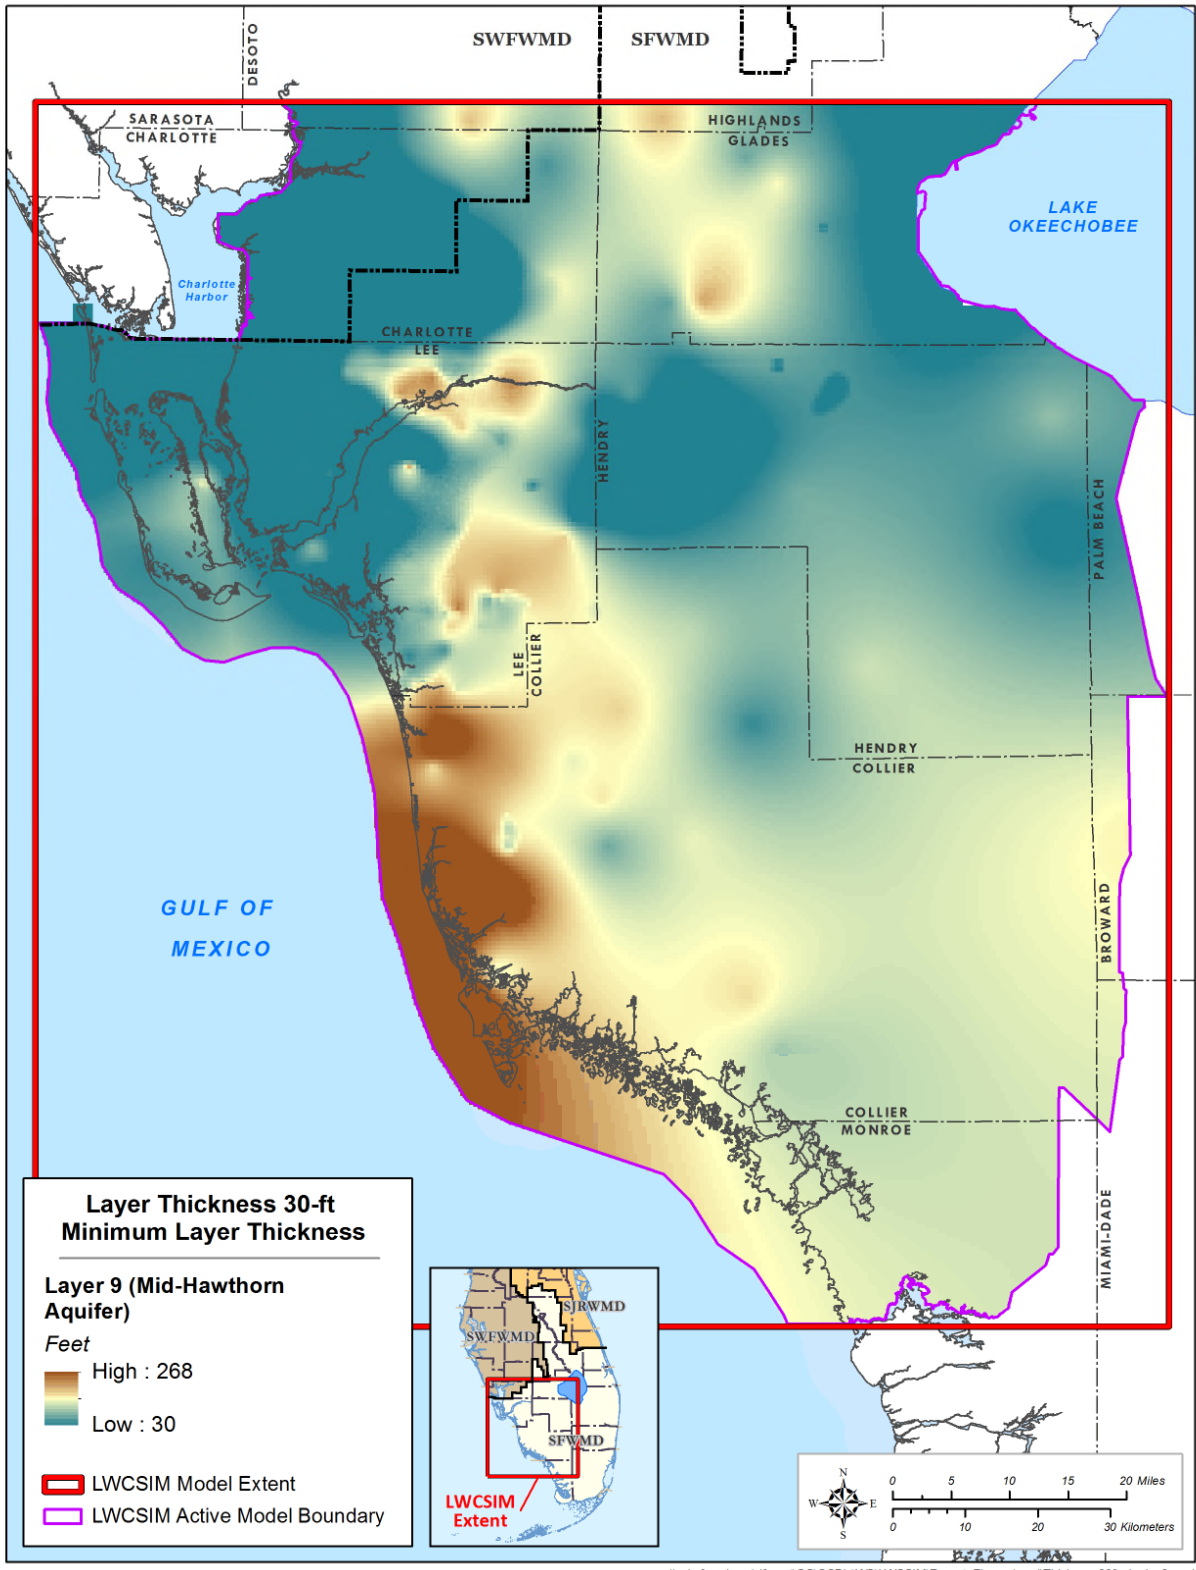 SWFWMD
SFWMD
DESOTO
SARASOTA
CHARLOTTE
HIGHLANDS
GLADES
LAKE
OKEECHOBEE
Charlotte
Harbor
CHARLOTTE
LEE
HENDRY
PALM BEACH
LEE
COLLIER
HENDRY
COLLIER
GULF OF
MEXICO
BROWARD
COLLIER
MONROE
MIAMI-DADE
Layer Thickness 30-ft
Minimum Layer Thickness
Layer 9 (Mid-Hawthorn
Aquifer)
Feet
High : 268
Low : 30
LWCSIM Model Extent
LWCSIM Active Model Boundary
SJRWMD
SWFWMD
SFWMD
LWCSIM
Extent
N
W
E
S
0 5 10 15 20 Miles
0 10 20 30 Kilometers